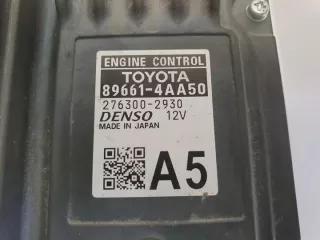 ENGINE CONTROL
TOYOTA
89661-4AA50
276300-2930
DENSO 12V
MADE IN JAPAN
A5